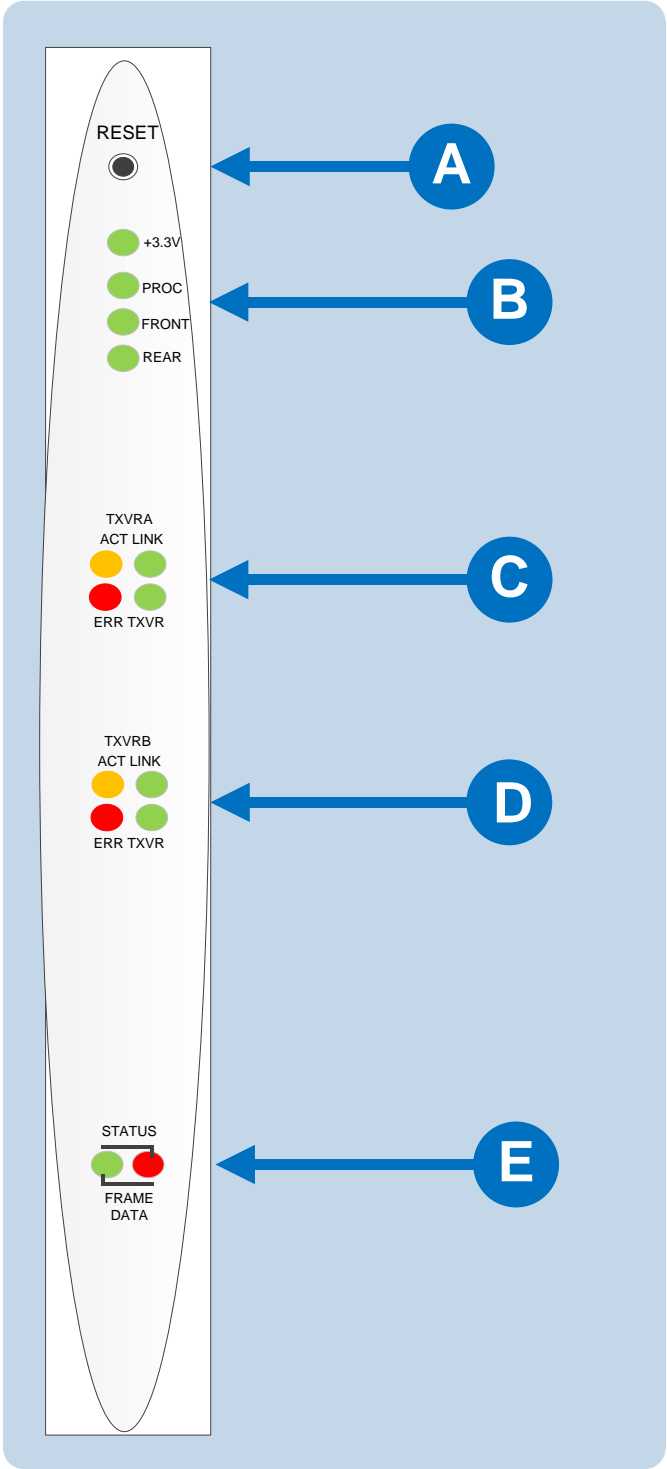 RESET
A
+3.3V
PROC
B
FRONT
REAR
TXVRA
ACT LINK
C
ERR TXVR
TXVRB
ACT LINK
D
ERR TXVR
STATUS
E
FRAME
DATA